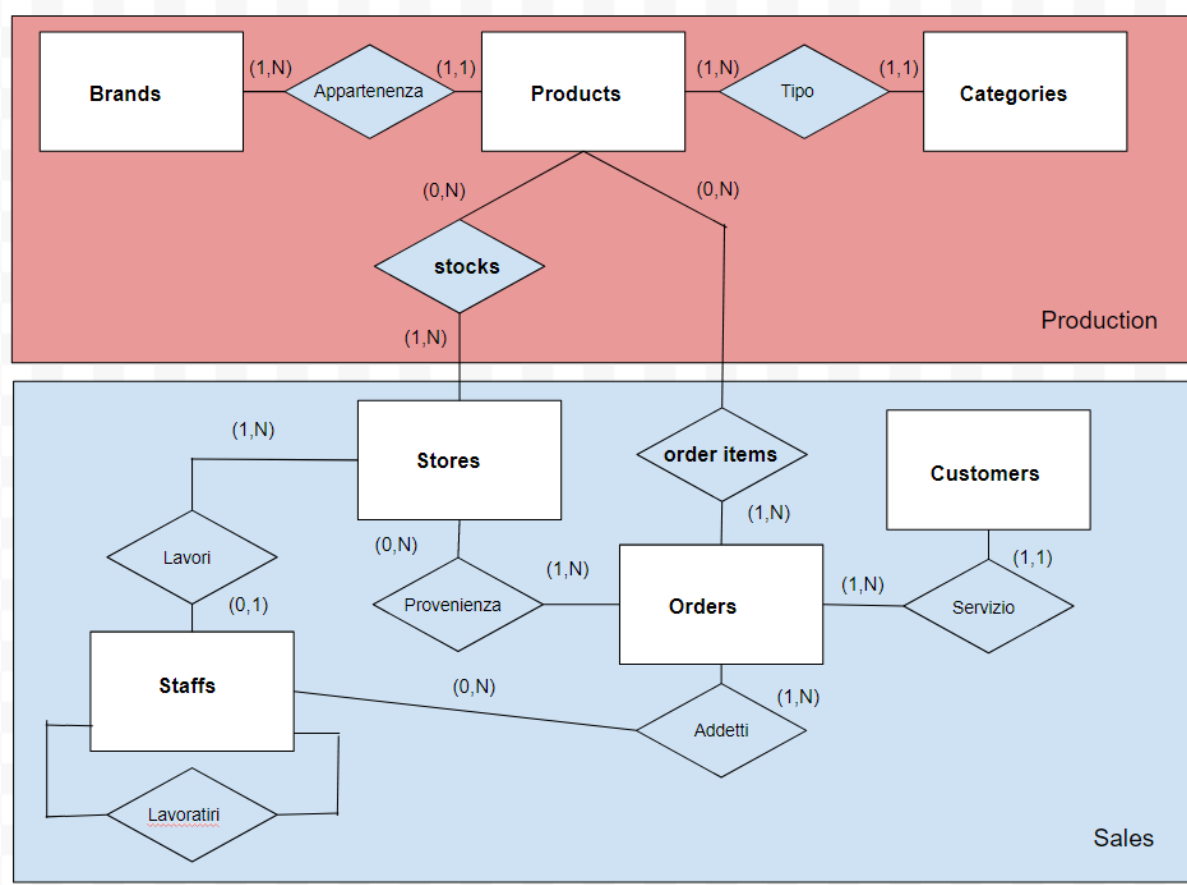 Brands
(1,N)
Appartenenza
(1,1)
Products
(1,N)
Tipo
(1,1)
Categories
(0,N)
(0,N)
stocks
(1,N)
Production
(1,N)
Stores
order items
Customers
(1,N)
(0,N)
Lavori
(1,N)
(1,1)
(1,N)
(0,1)
Provenienza
Orders
Servizio
Staffs
(0,N)
(1,N)
Addetti
Lavoratiri
Sales